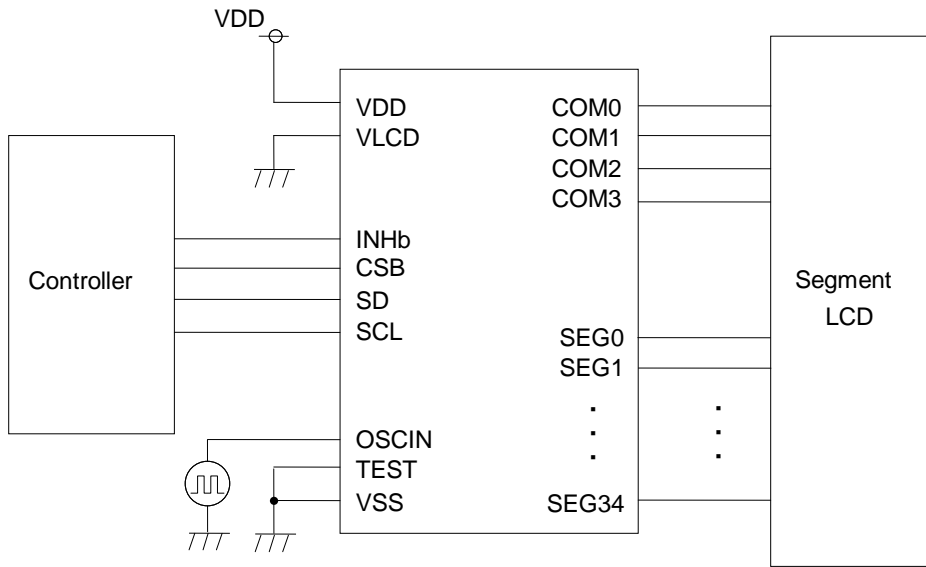 VDD
VDD
VLCD
INHb
CSB
SD
SCL
OSCIN
TEST
VSS
COM0
COM1
COM2
COM3
SEG0
SEG1
SEG34
Controller
Segment
LCD